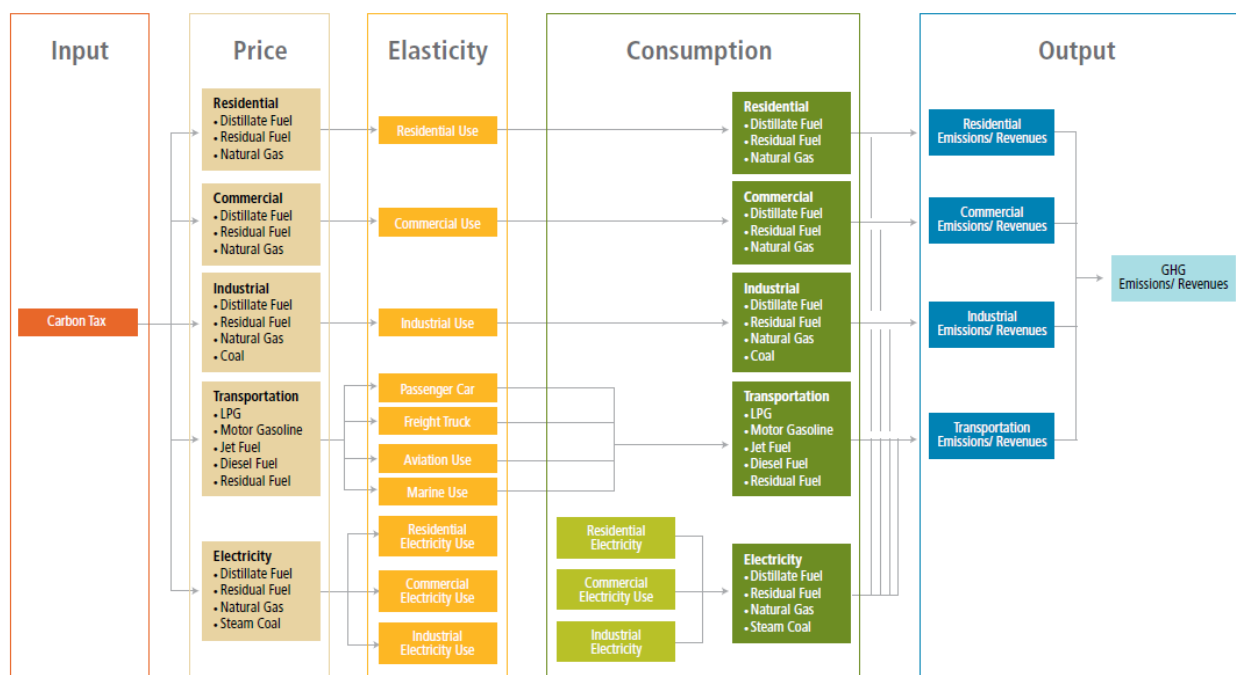 Input
Price
Elasticity
Consumption
Output
Carbon Tax
Residential
• Distillate Fuel
• Residual Fuel
• Natural Gas
Commercial
• Distillate Fuel
• Residual Fuel
• Natural Gas
Industrial
• Distillate Fuel
• Residual Fuel
• Natural Gas
• Coal
Transportation
• LPG
• Motor Gasoline
• Jet Fuel
• Diesel Fuel
• Residual Fuel
Electricity
• Distillate Fuel
• Residual Fuel
• Natural Gas
• Steam Coal
Residential Use
Commercial Use
Industrial Use
Passenger Car
Freight Truck
Aviation Use
Marine Use
Residential
Electricity Use
Commercial
Electricity Use
Industrial
Electricity Use
Residential
Electricity
Commercial
Electricity Use
Industrial
Electricity
Residential
• Distillate Fuel
• Residual Fuel
• Natural Gas
Commercial
• Distillate Fuel
• Residual Fuel
• Natural Gas
Industrial
• Distillate Fuel
• Residual Fuel
• Natural Gas
• Coal
Transportation
• LPG
• Motor Gasoline
• Jet Fuel
• Diesel Fuel
• Residual Fuel
Electricity
• Distillate Fuel
• Residual Fuel
• Natural Gas
• Steam Coal
Residential
Emissions/ Revenues
Commercial
Emissions/ Revenues
Industrial
Emissions/ Revenues
Transportation
Emissions/ Revenues
GHG
Emissions/ Revenues